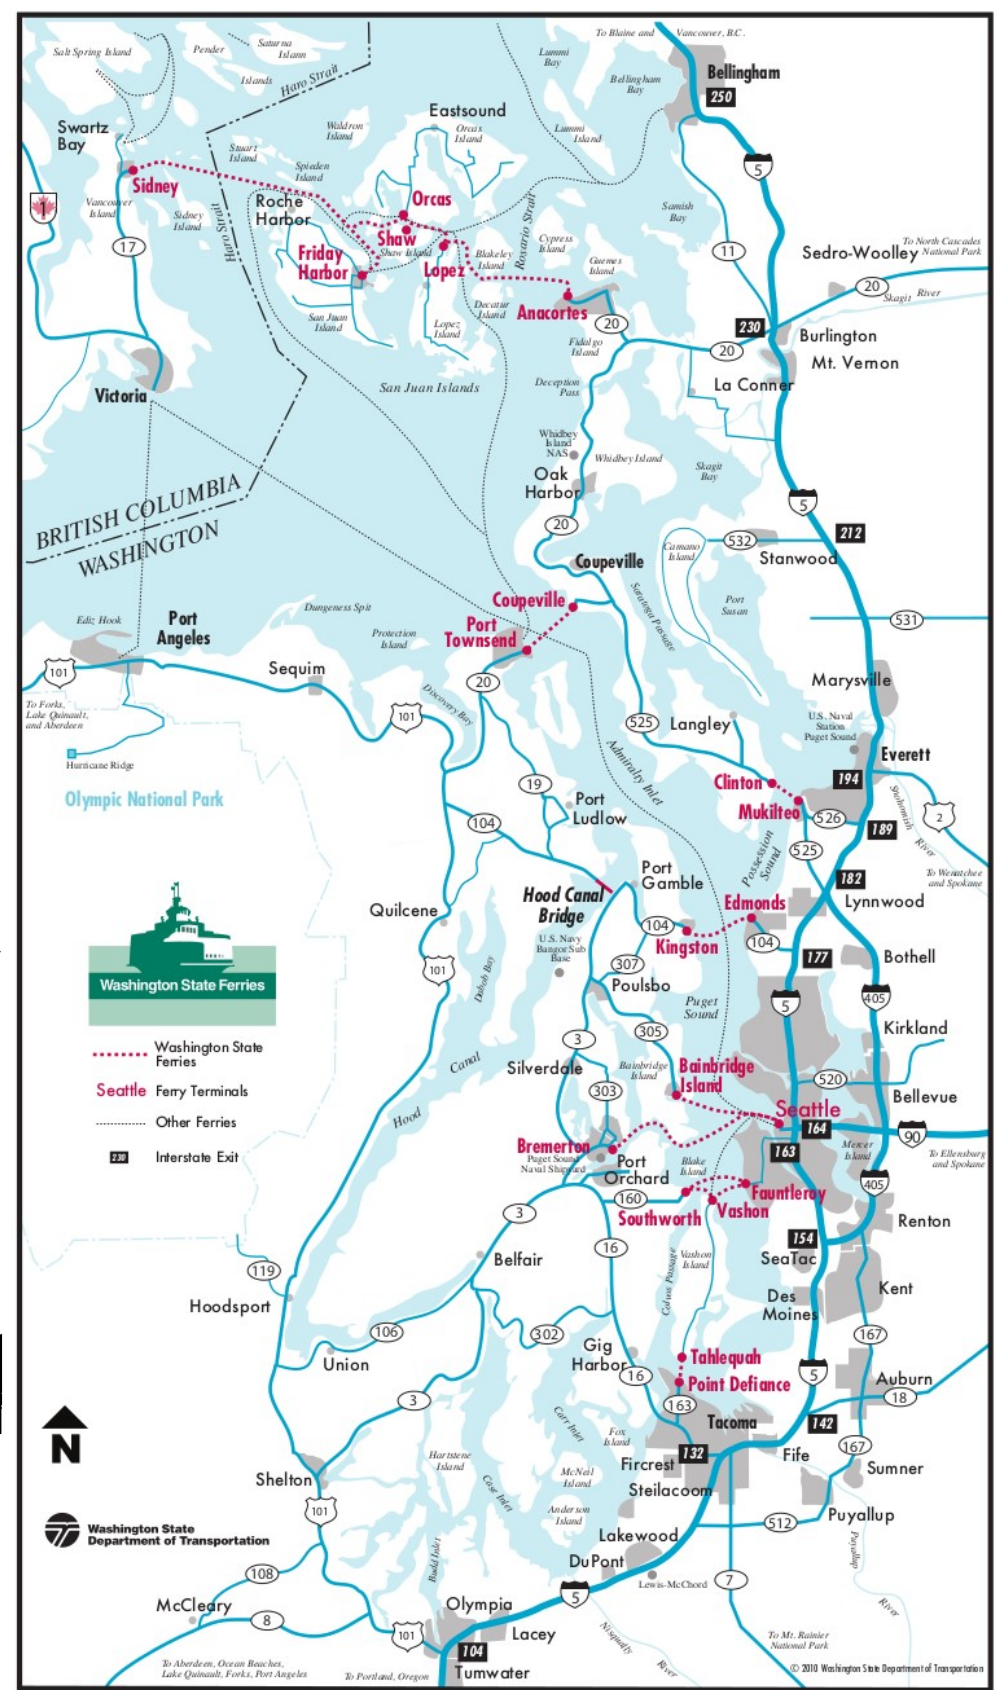 To Blaine and Vancouver, B.C.
Salt Spring Island
Pender
Islands
Saturna
Islann
Haro Strait
Lummi
Bay
Bellingham
Bay
Bellingham
250
Swartz
Bay
Eastsound
Orcas
Island
Waldron
Island
Lummi
Island
Stuart
Island
Spieden
Island
5
Sidney
1
Vancouver
Island
Sidney
Island
17
Haro Strait
Roche
Harbor
Orcas
Shaw
Shaw Island
Friday
Harbor
Lopez
Blakeley
Island
Rosario Strait
Cypress
Island
Guemes
Island
Samish
Bay
11
To North Cascades
National Park
Sedro-Woolley
20
Skagit River
San Juan
Island
Lopez
Island
Decatur
Island
Anacortes
20
Fidalgo
Island
230
Burlington
20
Mt. Vernon
La Conner
Victoria
San Juan Islands
Deception
Pass
Whidbey
Island
NAS
Whidbey Island
Skagit
Bay
Oak
Harbor
BRITISH COLUMBIA
WASHINGTON
20
5
212
Camano
Island
532
Stanwood
Coupeville
Coupeville
Saratoga Passage
Port
Susan
531
Ediz Hook
Port
Angeles
Dungeness Spit
Protection
Island
Port
Townsend
101
Sequim
20
Marysville
To Forks,
Lake Quinault,
and Aberdeen
101
Discovery Bay
525
Langley
U.S. Naval
Station
Puget Sound
Everett
Hurricane Ridge
Admiralty Inlet
Olympic National Park
19
Port
Ludlow
Clinton
Mukilteo
194
526
189
Snohomish
River
2
104
525
Possession
Sound
To Wenatchee
and Spokane
Port
Gamble
182
Hood Canal
Bridge
Edmonds
Lynnwood
Quilcene
104
Kingston
104
U.S. Navy
Bangor Sub
Base
177
Bothell
101
Dabob Bay
307
Poulsbo
Washington State Ferries
Puget
Sound
5
405
305
Kirkland
Washington State
Ferries
3
Silverdale
Bainbridge
Island
Bainbridge
Island
Canal
303
520
Bellevue
Seattle Ferry Terminals
Seattle
Hood
164
90
Other Ferries
Bremerton
Puget Sound
Naval Shipyard
Port
Orchard
Blake
Island
163
Mercer
Island
To Ellensburg
and Spokane
230 Interstate Exit
405
160
Southworth
Vashon
Fauntleroy
3
Renton
16
154
SeaTac
Belfair
Colvos Passage
Vashon
Island
119
Kent
Hoodsport
Des
Moines
106
302
167
Union
Gig
Harbor
Tahlequah
16
Point Defiance
5
Auburn
18
3
163
N
Tacoma
142
Carr Inlet
Fox
Island
132
Fife
167
Hartstene
Island
Fircrest
Sumner
Shelton
Case Inlet
McNeil
Island
Steilacoom
101
Anderson
Island
512
Puyallup
Washington State
Department of Transportation
Lakewood
Puyallup
River
Budd Inlet
DuPont
108
Lewis-McChord
7
McCleary
5
8
Olympia
101
Lacey
Nisqually
River
To Mt. Rainier
National Park
104
To Aberdeen, Ocean Beaches,
Lake Quinault, Forks, Port Angeles
To Portland, Oregon
Tumwater
© 2010 Washington State Department of Transportation